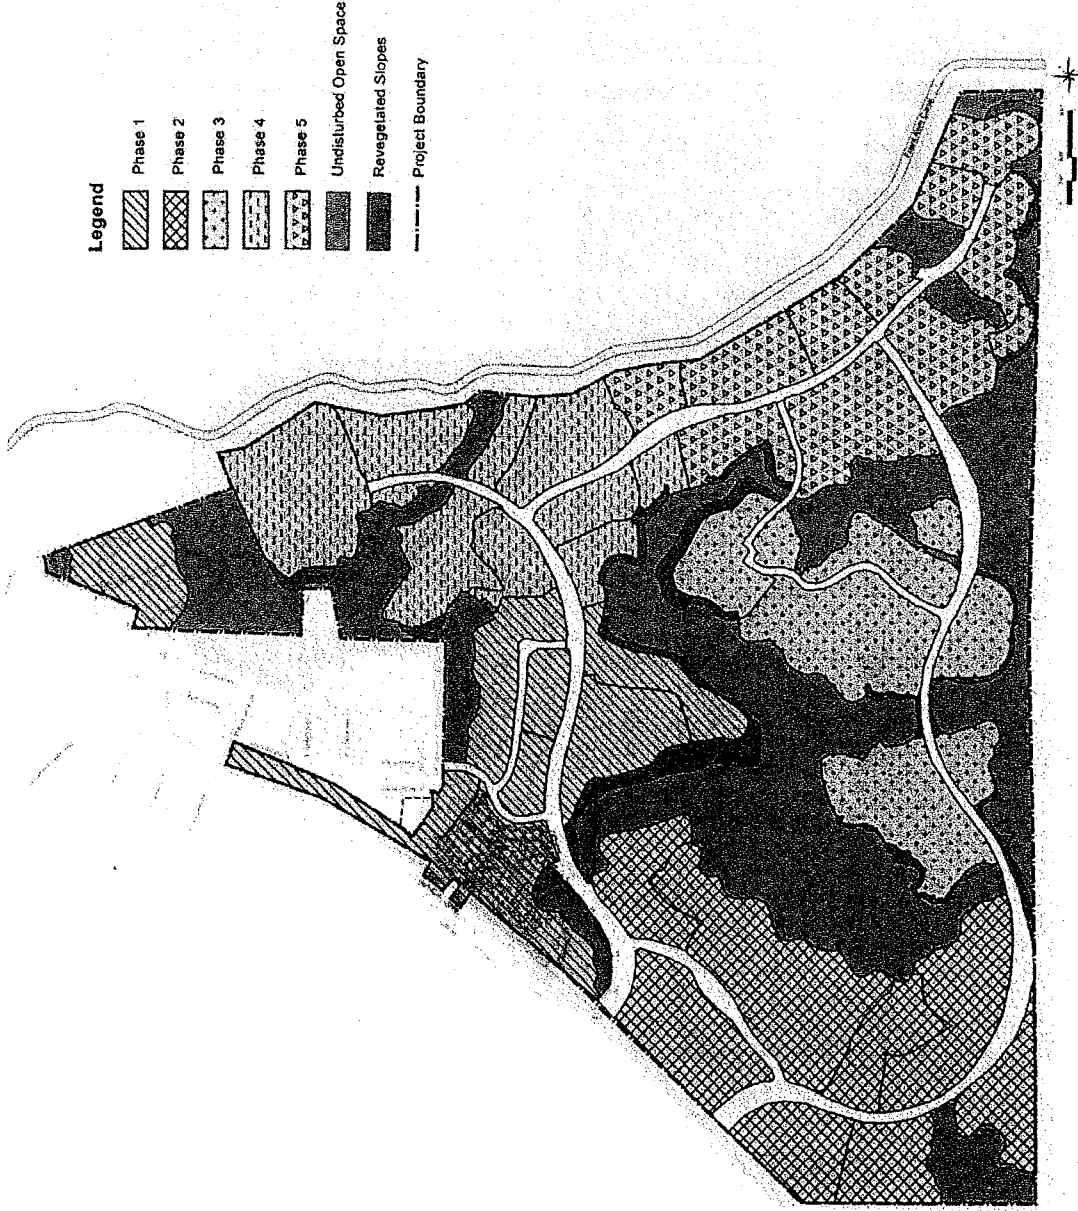 Legend
Phase 1
Phase 2
Phase 3
Phase 4
Phase 5
Undisturbed Open Space
Revegetated Slopes
Project Boundary